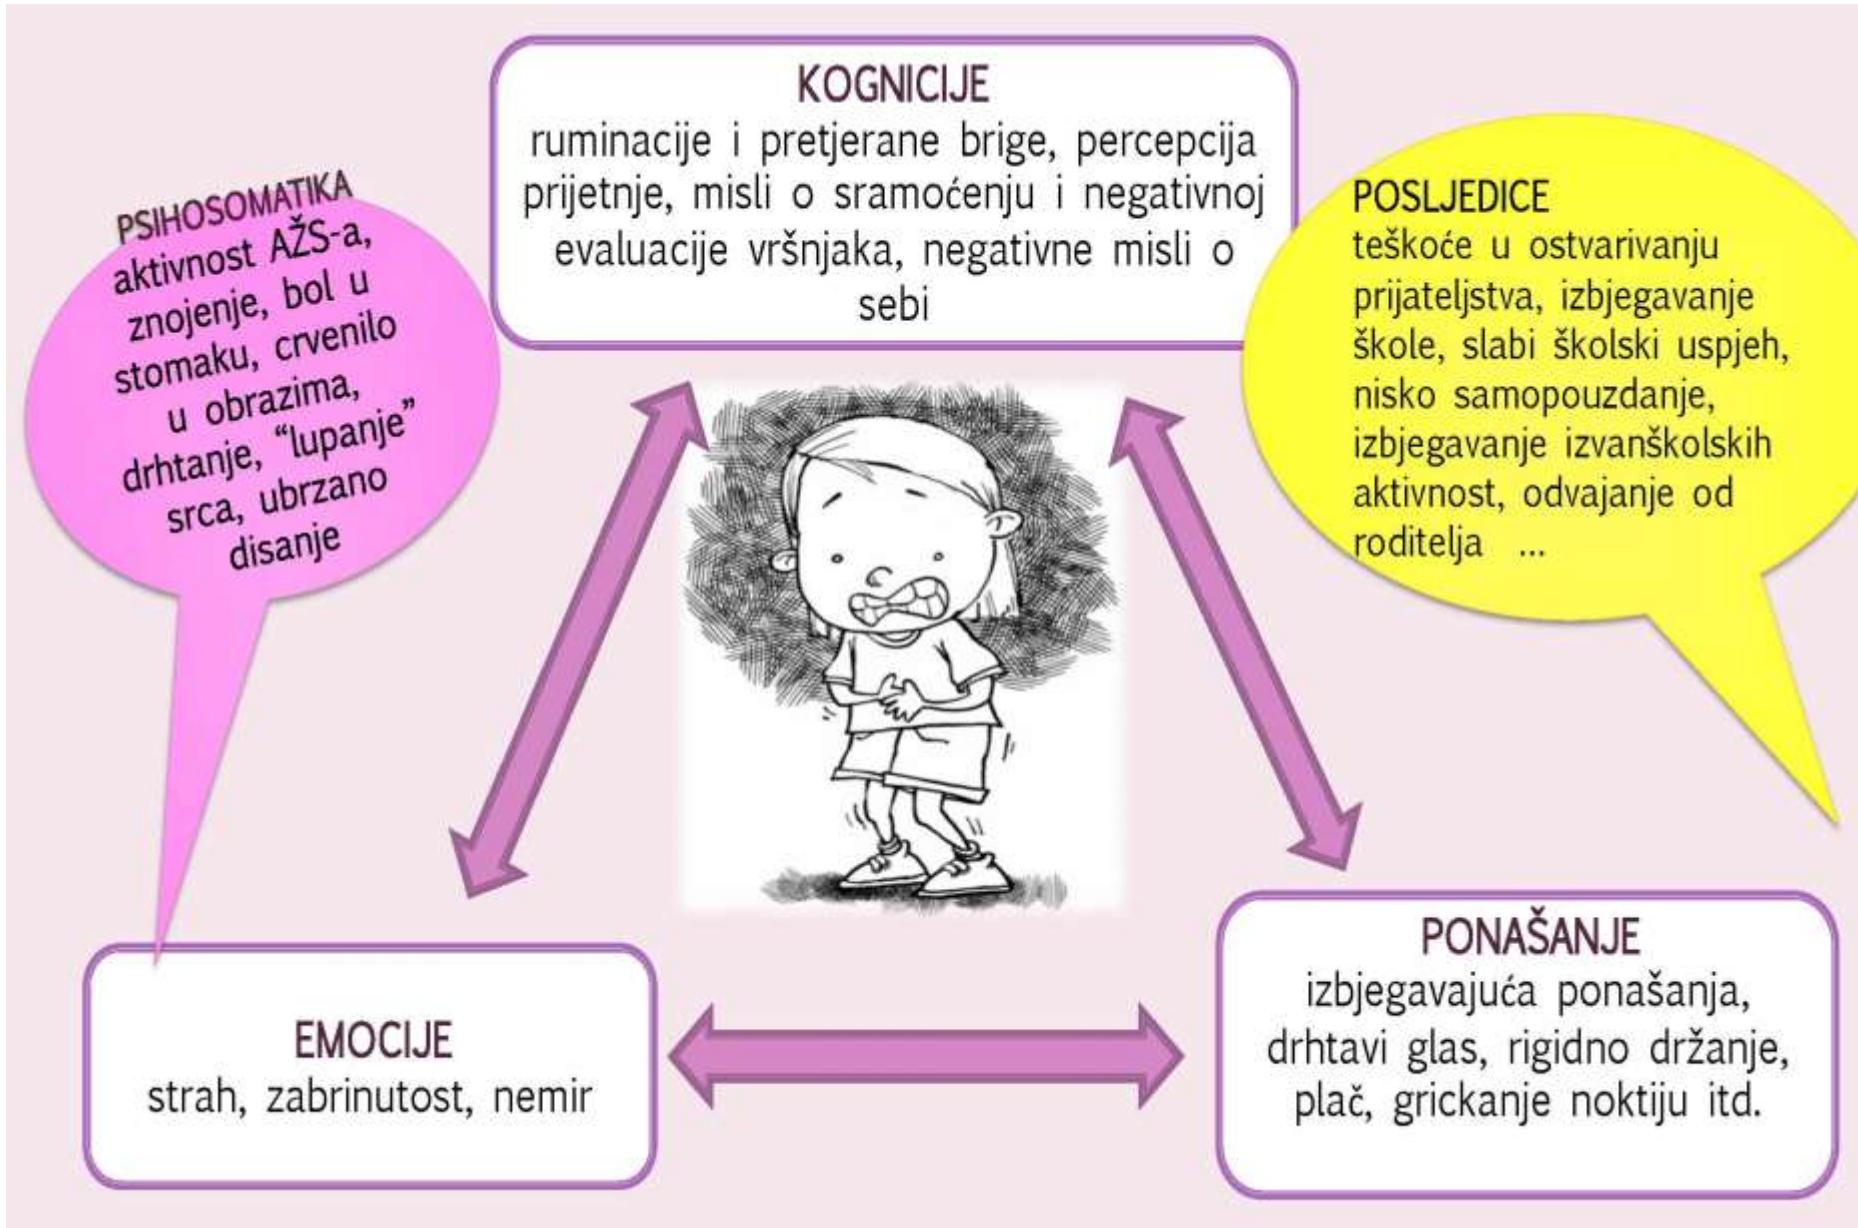 KOGNICIJE
ruminacije i pretjerane brige, percepcija
prijetnje, misli o sramoćenju i negativnoj
evaluacije vršnjaka, negativne misli o
sebi
PSIHOSOMATIKA
aktivnost AŽS-a,
znojenje, bol u
stomaku, crvenilo
u obrazima,
drhtanje, “lupanje”
srca, ubrzano
disanje
POSLJEDICE
teškoće u ostvarivanju
prijateljstva, izbjegavanje
škole, slabi školski uspjeh,
nisko samopouzdanje,
izbjegavanje izvanškolskih
aktivnost, odvajanje od
roditelja ...
EMOCIJE
strah, zabrinutost, nemir
PONAŠANJE
izbjegavajuća ponašanja,
drhtavi glas, rigidno držanje,
plač, grickanje noktiju itd.